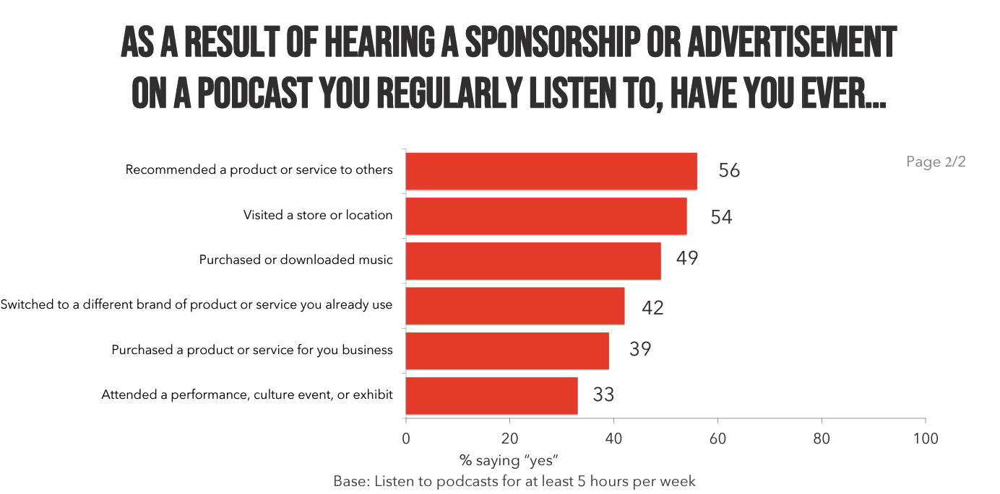 AS A RESULT OF HEARING A SPONSORSHIP OR ADVERTISEMENT
ON A PODCAST YOU REGULARLY LISTEN TO, HAVE YOU EVER...
Page 2/2
Recommended a product or service to others 56
Visited a store or location 54
Purchased or downloaded music 49
Switched to a different brand of product or service you already use 42
Purchased a product or service for you business 39
Attended a performance, culture event, or exhibit 33
0 20 40 60 80 100
% saying “yes”
Base: Listen to podcasts for at least 5 hours per week